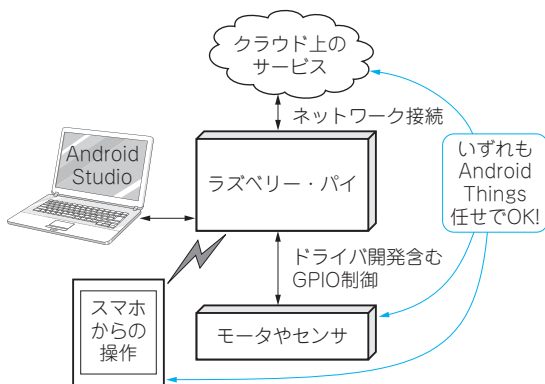 クラウド上の
サービス
ネットワーク接続
Android
Studio
ラズベリー・パイ
いずれも
Android
Things
任せでOK!
ドライバ開発含む
GPIO制御
スマホ
からの
操作
モータやセンサ